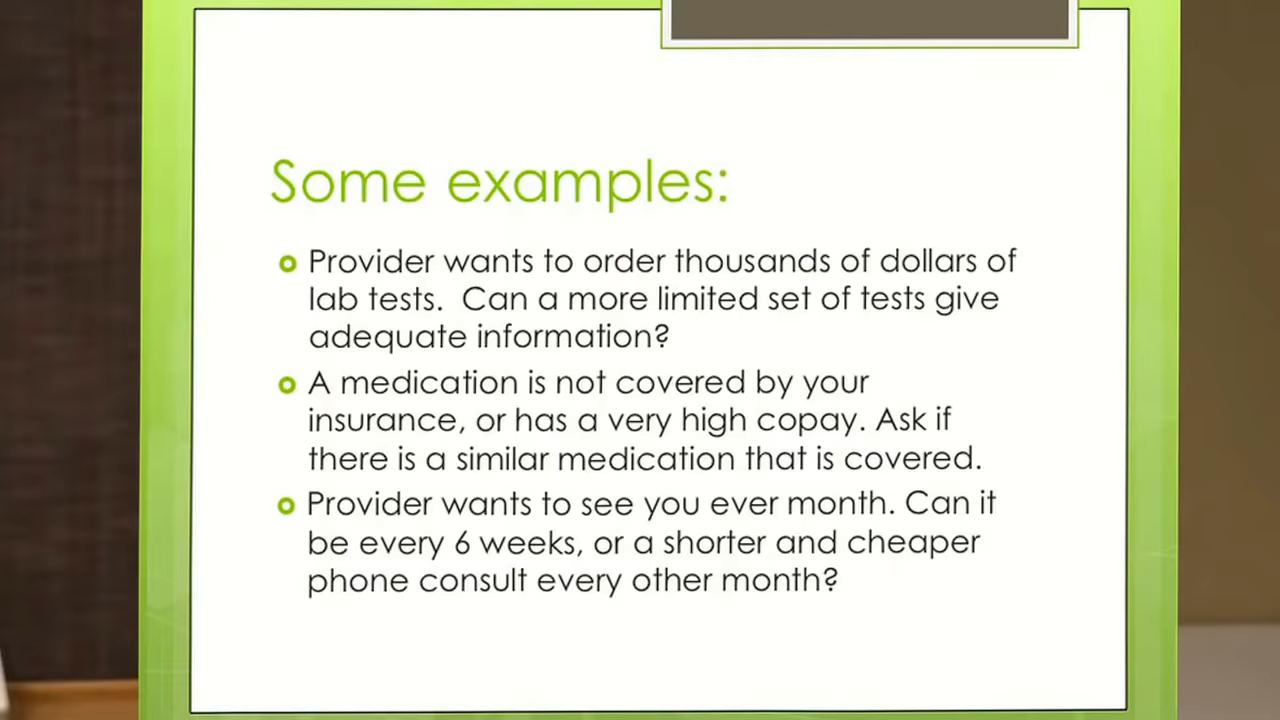 Some examples:
Provider wants to order thousands of dollars of
lab tests.  Can a more limited set of tests give
adequate information?
A medication is not covered by your
insurance, or has a very high copay. Ask if
there is a similar medication that is covered.
Provider wants to see you ever month. Can it
be every 6 weeks, or a shorter and cheaper
phone consult every other month?